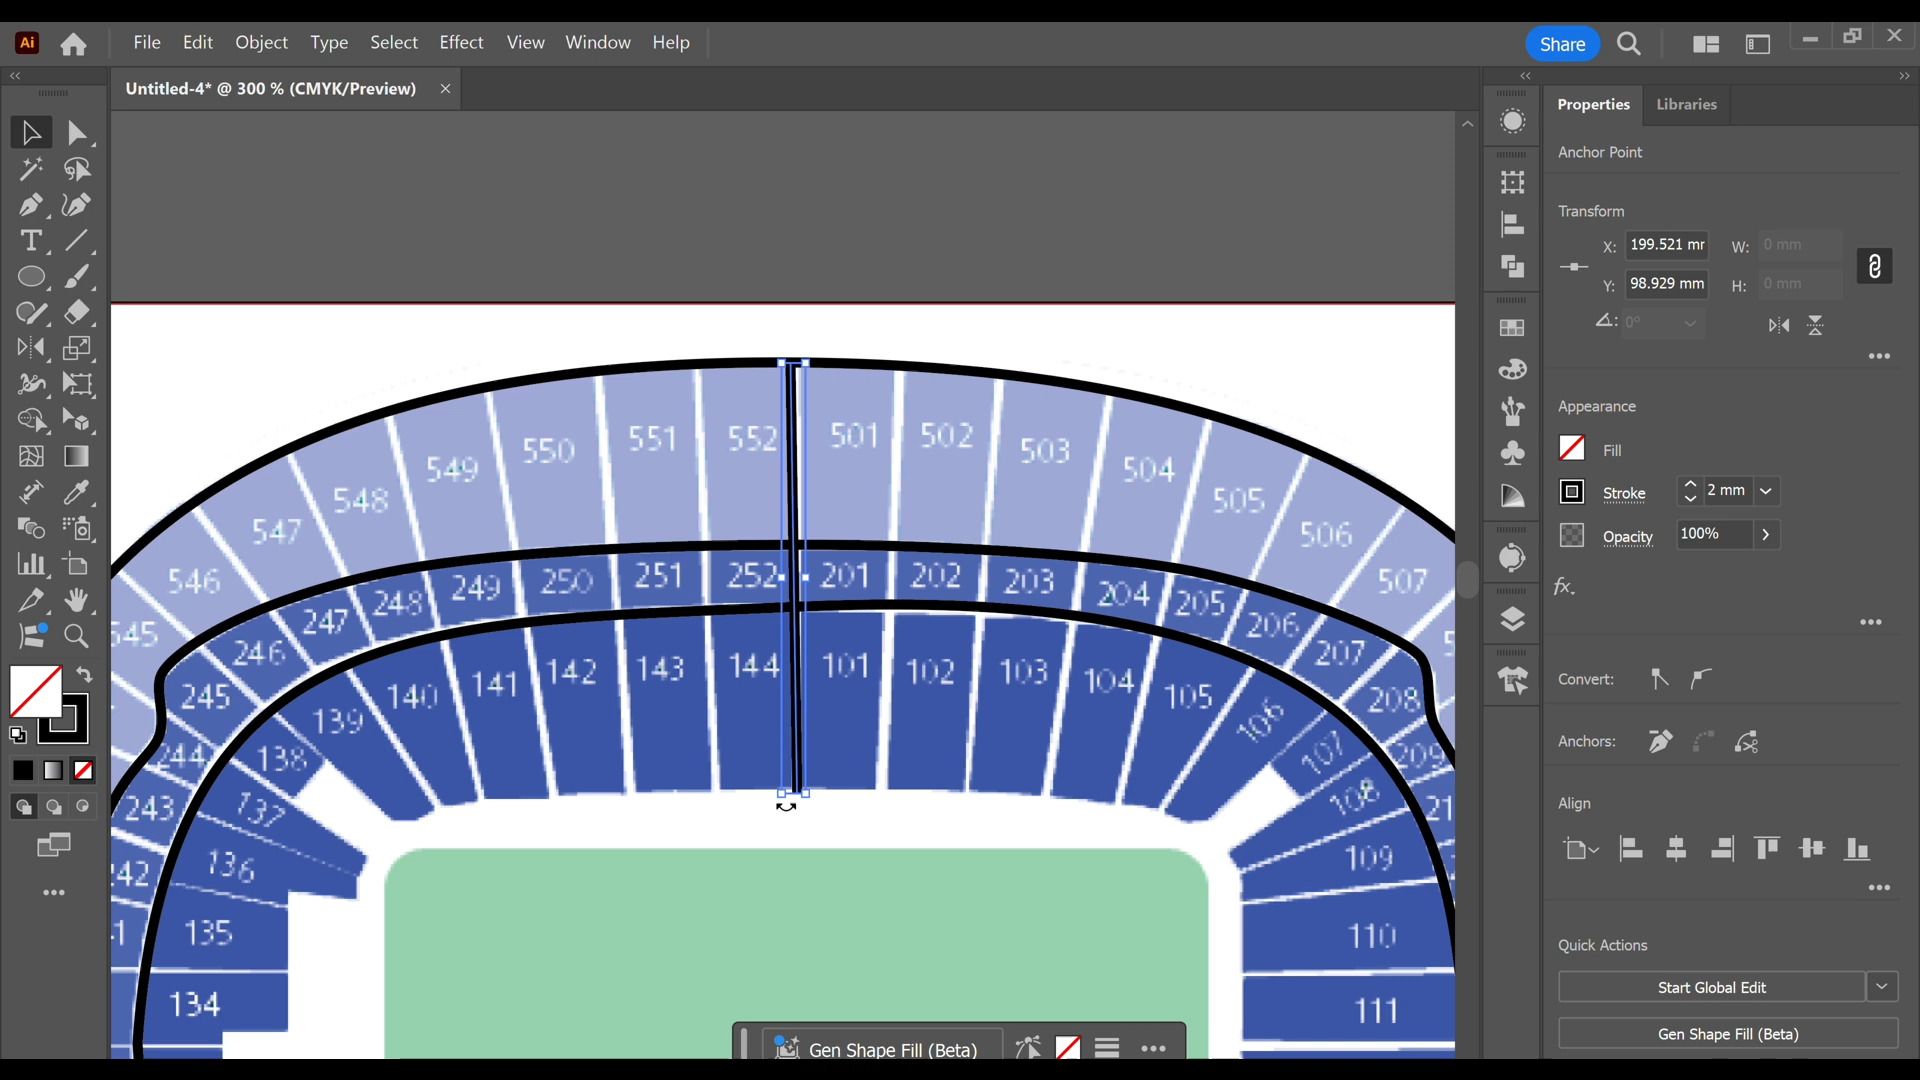 Ai File Edit Object Type Select Effect View Window Help Share
Untitled-4* @ 300 % (CMYK/Preview) ×
Properties Libraries
Anchor Point
Transform
X: 199.521 mr W: 0 mm
Y: 98.929 mm H: 0 mm
0°
Appearance
Fill
Stroke 2 mm
Opacity 100%
fx.
Convert:
Anchors:
Align
Quick Actions
Start Global Edit
Gen Shape Fill (Beta)
545 546 547 548 549 550 551 552 501 502 503 504 505 506 507
243 244 245 246 247 248 249 250 251 252 201 202 203 204 205 206 207 208 209
134 135 136 137 138 139 140 141 142 143 144 101 102 103 104 105 106 107 108 109 110 111
242
Gen Shape Fill (Beta)